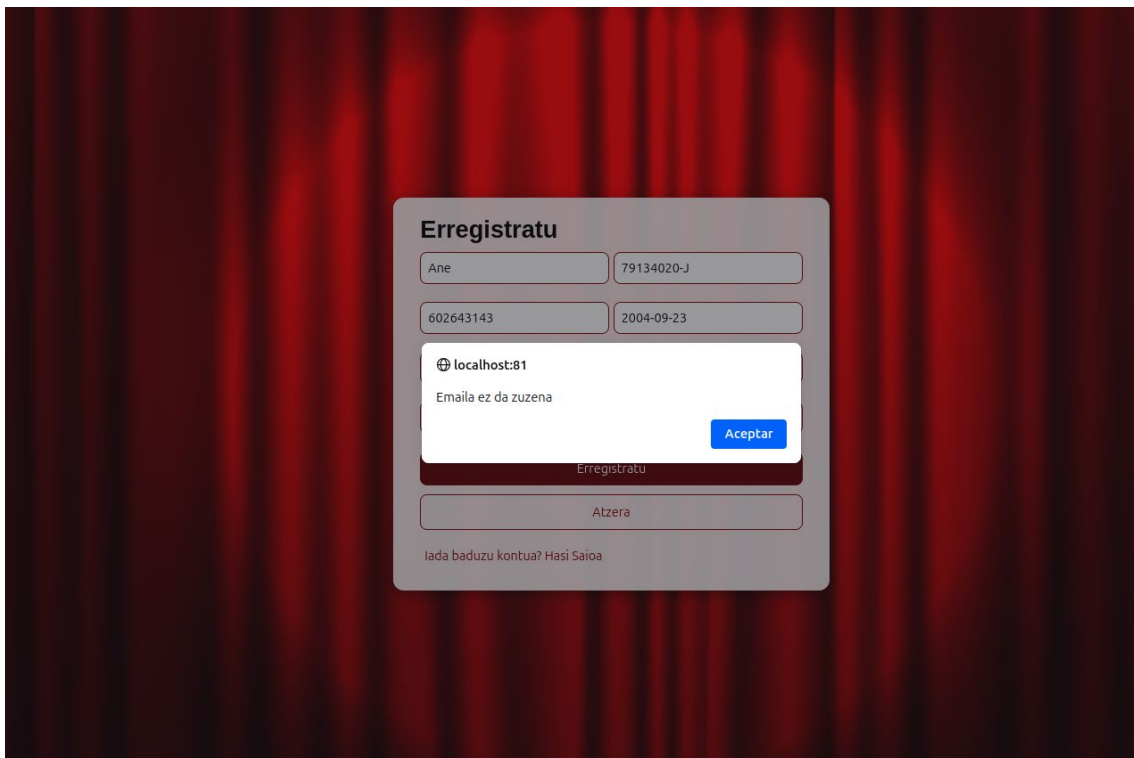 Erregistratu
Ane 79134020-J
602643143 2004-09-23
localhost:81
Emaila ez da zuzena
Aceptar
Erregistratu
Atzera
Iada baduzu kontua? Hasi Saioa